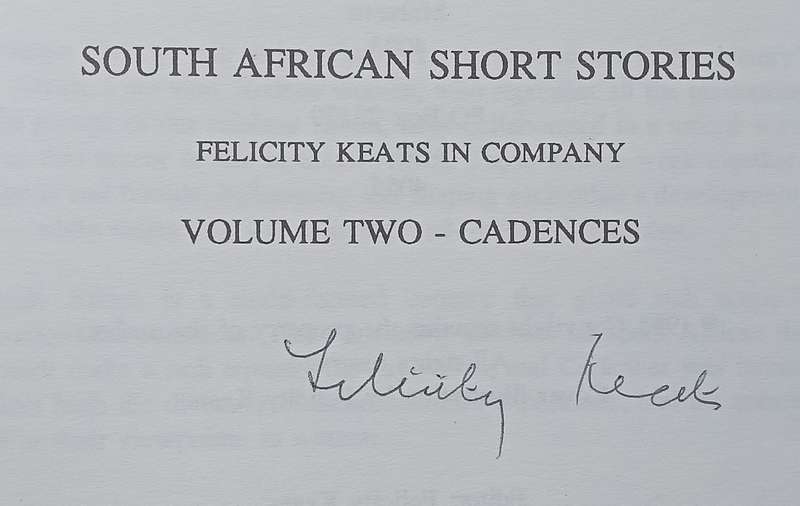 SOUTH AFRICAN SHORT STORIES
FELICITY KEATS IN COMPANY
VOLUME TWO - CADENCES
Felicity Keats